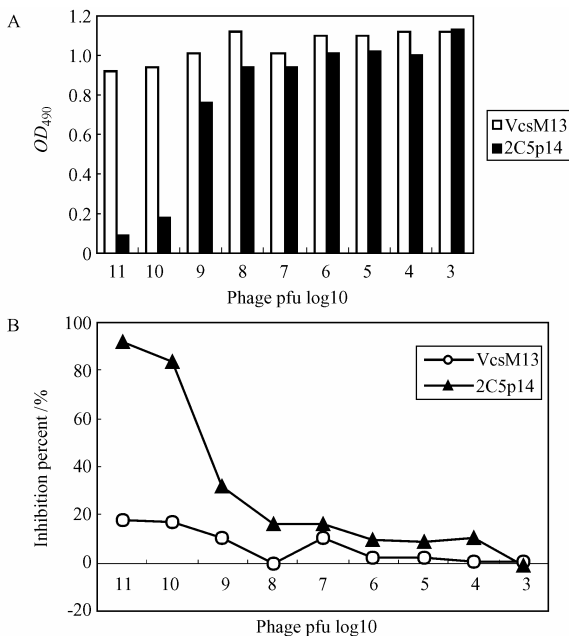 A
OD490
1.2
1.0
0.8
0.6
0.4
0.2
0
11 10 9 8 7 6 5 4 3
Phage pfu log10
VcsM13
2C5p14
B
Inhibition percent /%
100
80
60
40
20
0
-20
11 10 9 8 7 6 5 4 3
Phage pfu log10
VcsM13
2C5p14